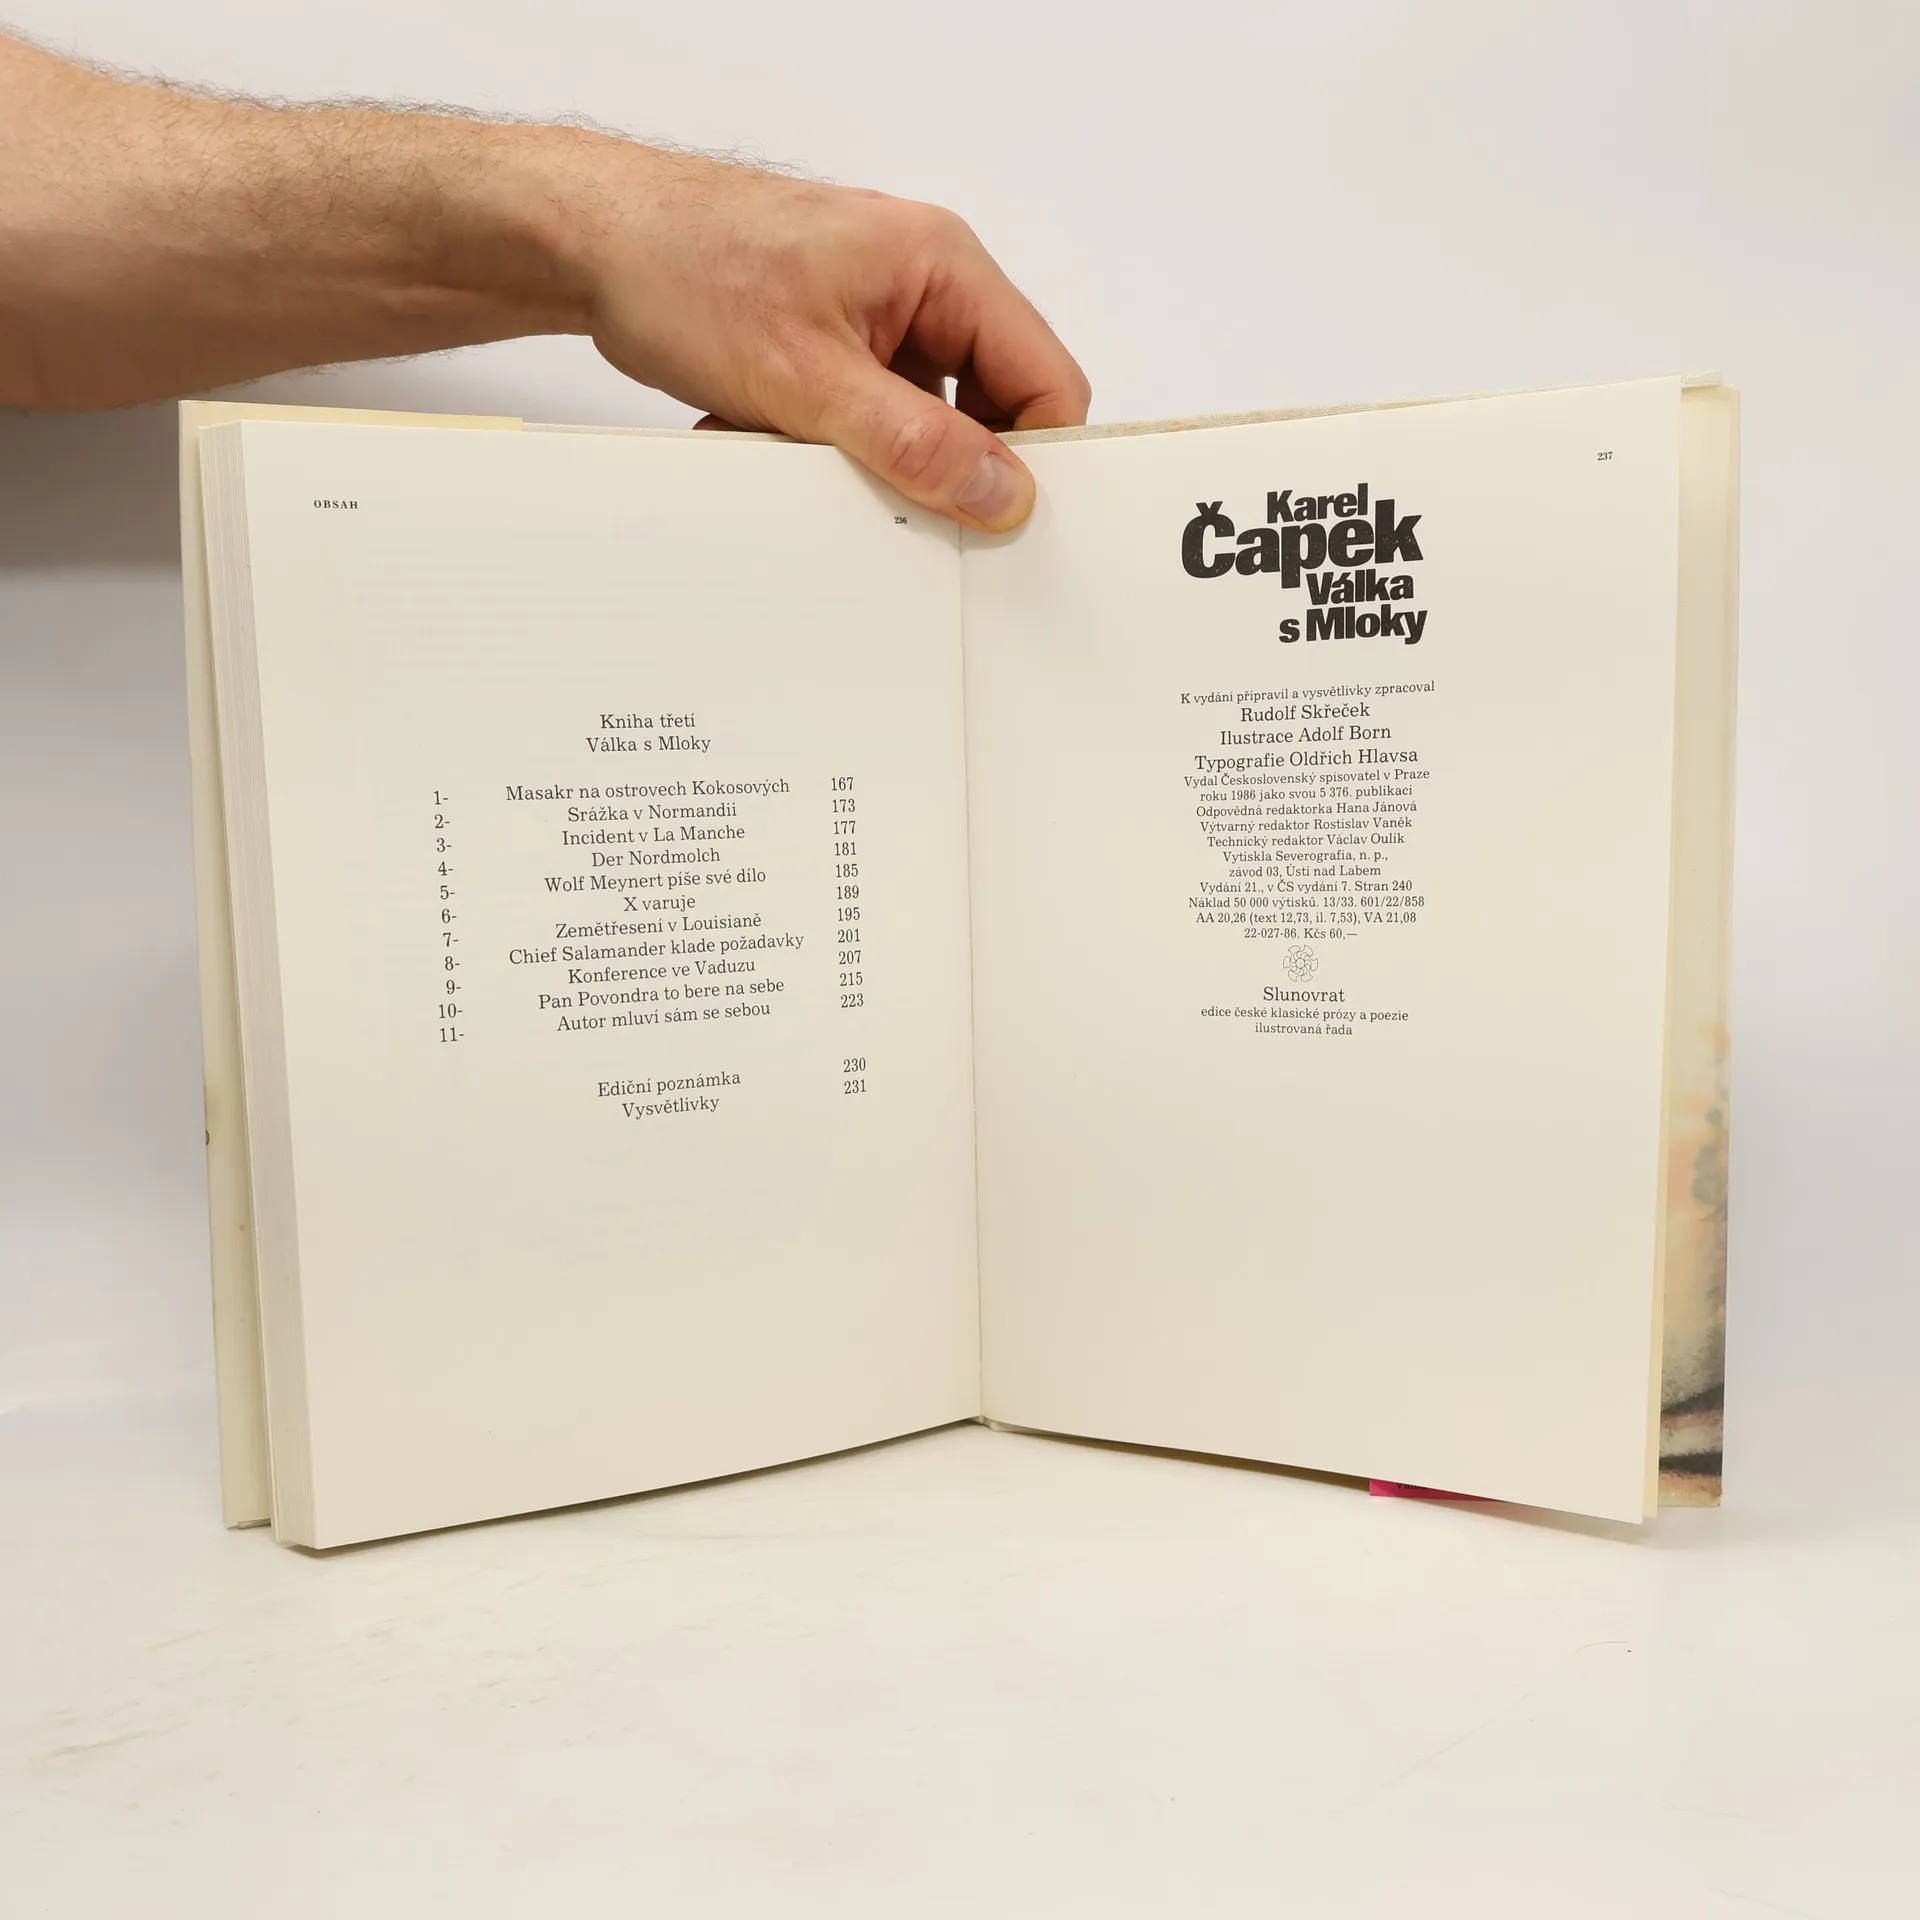 OBSAH
236
Kniha třetí
Válka s Mloky
1- Masakr na ostrovech Kokosových 167
2- Srážka v Normandii 173
3- Incident v La Manche 177
4- Der Nordmolch 181
5- Wolf Meynert píše své dílo 185
6- X varuje 189
7- Zemětřesení v Louisianě 195
8- Chief Salamander klade požadavky 201
9- Konference ve Vaduzu 207
10- Pan Povondra to bere na sebe 215
11- Autor mluví sám se sebou 223
Ediční poznámka 230
Vysvětlivky 231
237
Karel
Čapek
Válka
s Mloky
K vydání připravil a vysvětlivky zpracoval
Rudolf Skřeček
Ilustrace Adolf Born
Typografie Oldřich Hlavsa
Vydal Československý spisovatel v Praze
roku 1986 jako svou 5 376. publikaci
Odpovědná redaktorka Hana Jánová
Výtvarný redaktor Rostislav Vaněk
Technický redaktor Václav Oulík
Vytiskla Severografia, n. p.,
závod 03, Ústí nad Labem
Vydání 21., v ČS vydání 7. Stran 240
Náklad 50 000 výtisků. 13/33. 601/22/858
AA 20,26 (text 12,73, il. 7,53), VA 21,08
22-027-86. Kčs 60,—
Slunovrat
edice české klasické prózy a poezie
ilustrovaná řada